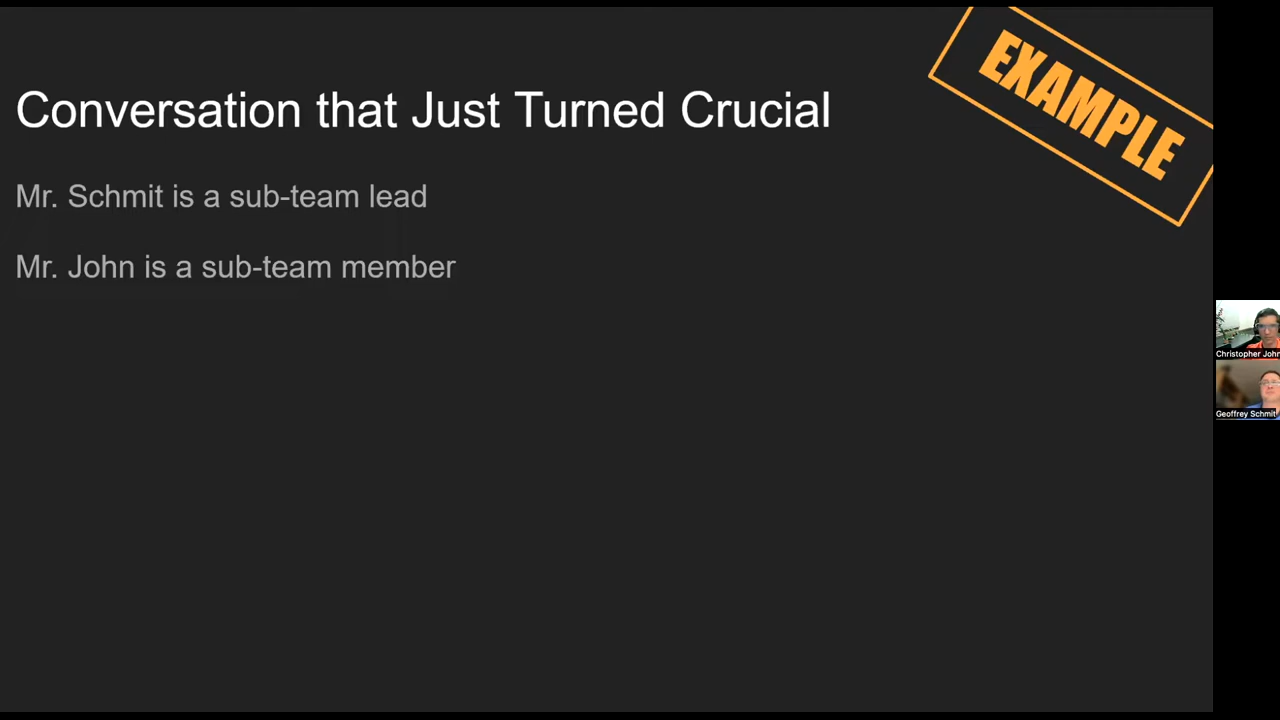 EXAMPLE
Conversation that Just Turned Crucial
Mr. Schmit is a sub-team lead
Mr. John is a sub-team member
Christopher John
Geoffrey Schmit